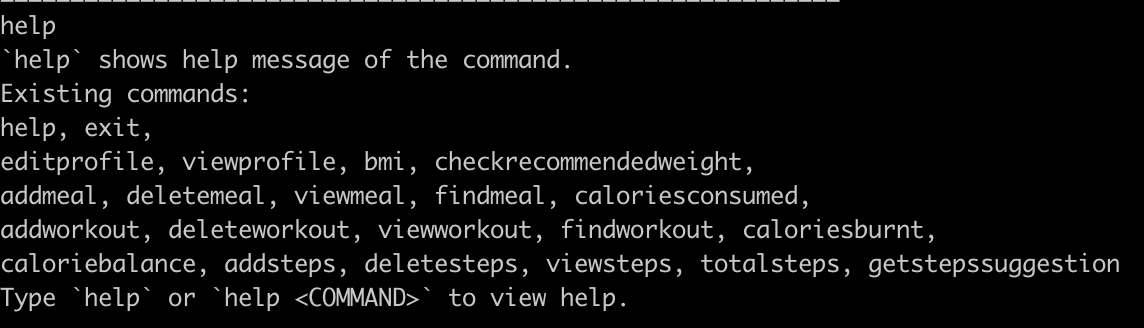 help
`help` shows help message of the command.
Existing commands:
help, exit,
editprofile, viewprofile, bmi, checkrecommendedweight,
addmeal, deletemeal, viewmeal, findmeal, caloriesconsumed,
addworkout, deleteworkout, viewworkout, findworkout, caloriesburnt,
caloriebalance, addsteps, deletesteps, viewsteps, totalsteps, getstepssuggestion
Type `help` or `help <COMMAND>` to view help.